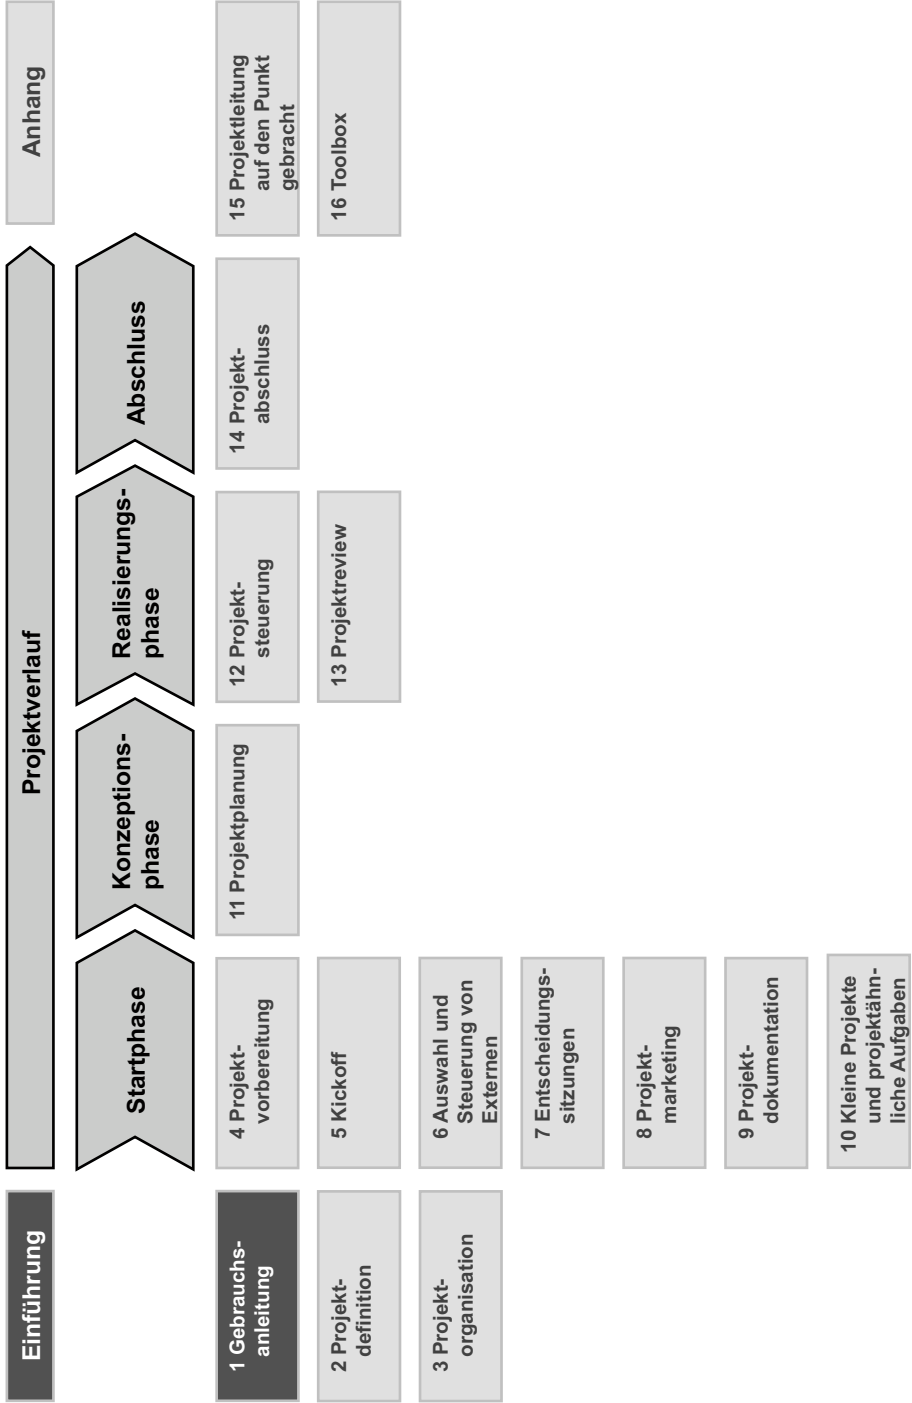 Einführung
Projektverlauf
Anhang
Startphase
Konzeptions-
phase
Realisierungs-
phase
Abschluss
1 Gebrauchs-
anleitung
2 Projekt-
definition
3 Projekt-
organisation
4 Projekt-
vorbereitung
5 Kickoff
6 Auswahl und
Steuerung von
Externen
7 Entscheidungs-
sitzungen
8 Projekt-
marketing
9 Projekt-
dokumentation
10 Kleine Projekte
und projektähn-
liche Aufgaben
11 Projektplanung
12 Projekt-
steuerung
13 Projektreview
14 Projekt-
abschluss
15 Projektleitung
auf den Punkt
gebracht
16 Toolbox